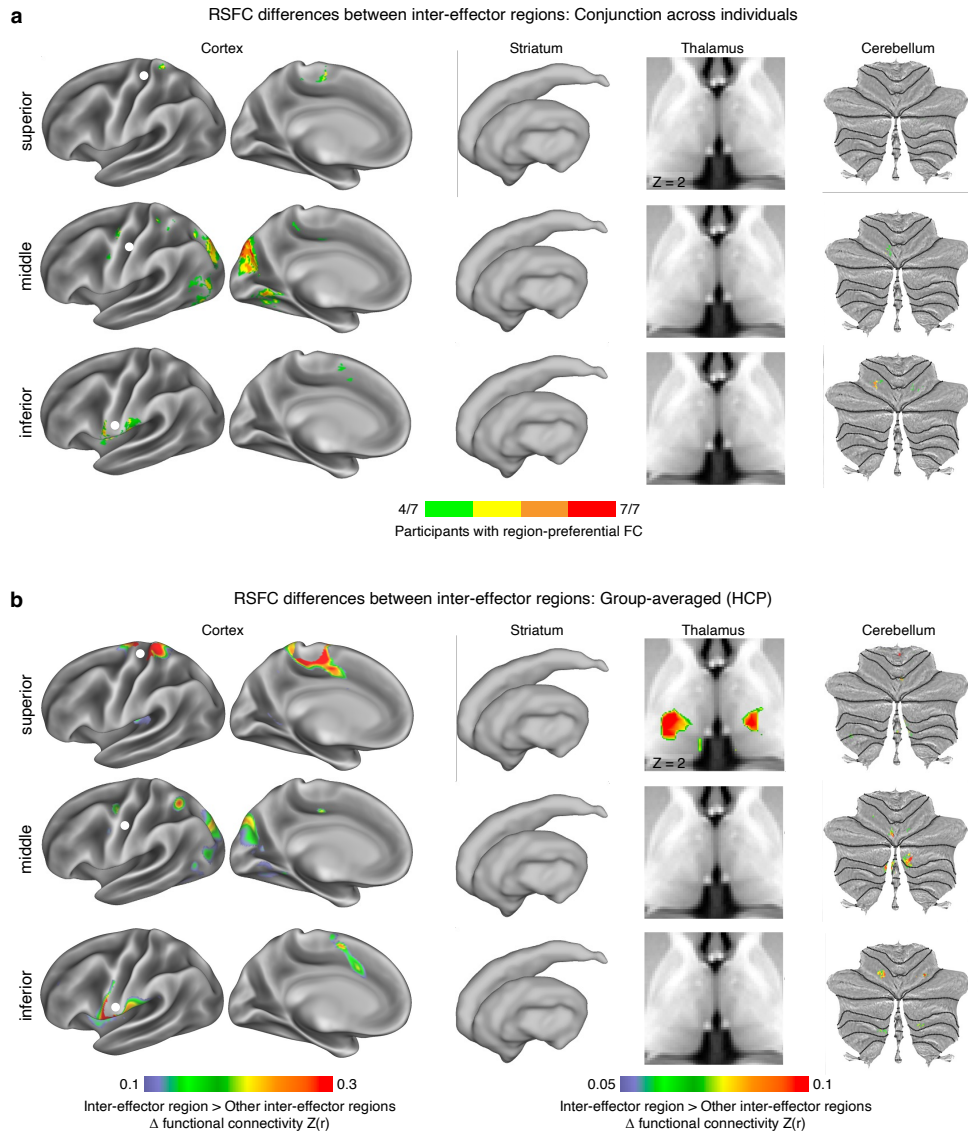 a
RSFC differences between inter-effector regions: Conjunction across individuals
Cortex
Striatum
Thalamus
Cerebellum
superior
Z = 2
middle
inferior
4/7
7/7
Participants with region-preferential FC
b
RSFC differences between inter-effector regions: Group-averaged (HCP)
Cortex
Striatum
Thalamus
Cerebellum
superior
Z = 2
middle
inferior
0.1
0.3
Inter-effector region > Other inter-effector regions
Δ functional connectivity Z(r)
0.05
0.1
Inter-effector region > Other inter-effector regions
Δ functional connectivity Z(r)